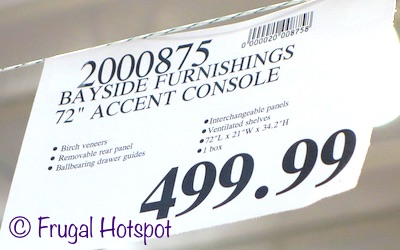 0000020008758
2000875
BAYSIDE FURNISHINGS
72" ACCENT CONSOLE
• Birch veneers
• Removable rear panel
• Ballbearing drawer guides
• Interchangeable panels
• Ventilated shelves
• 72"L x 21"W x 34.2"H
• 1 box
499.99
© Frugal Hotspot